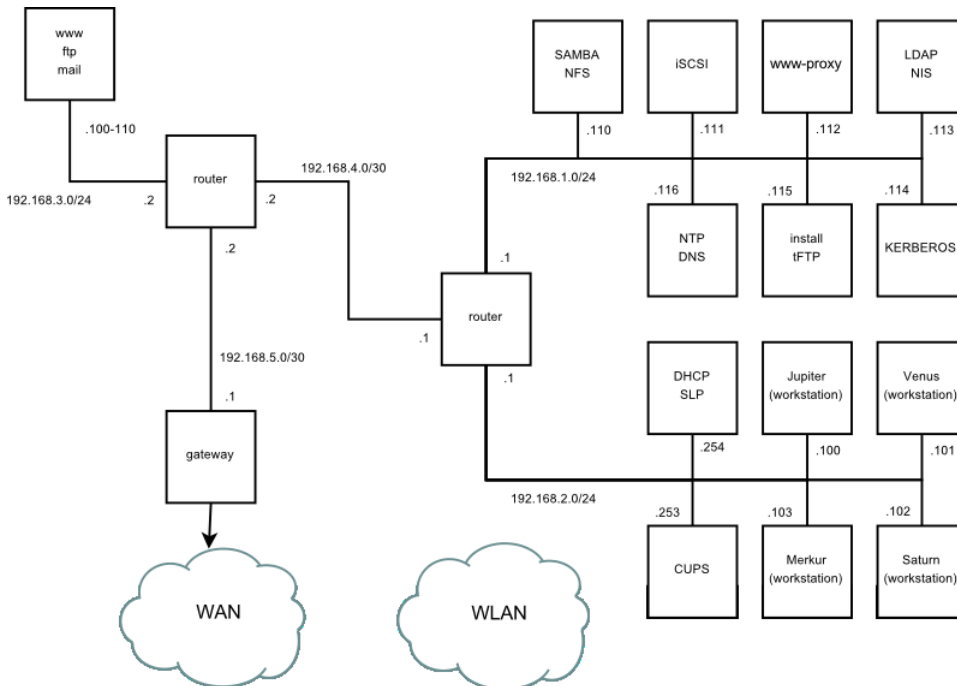 www
ftp
mail
SAMBA
NFS
iSCSI
www-proxy
LDAP
NIS
.100-110
.110
.111
.112
.113
router
192.168.4.0/30
192.168.3.0/24
.2
.2
192.168.1.0/24
.116
.115
.114
.2
NTP
DNS
install
tFTP
KERBEROS
.1
router
.1
.1
192.168.5.0/30
.1
DHCP
SLP
Jupiter
(workstation)
Venus
(workstation)
gateway
.254
.100
.101
192.168.2.0/24
.253
.103
.102
CUPS
Merkur
(workstation)
Saturn
(workstation)
WAN
WLAN